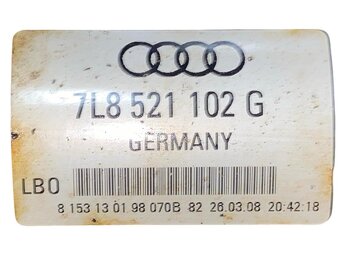 7L8 521 102 G
GERMANY
LBO
8 153 13 01 98 070B 82 26.03.08 20:42:18